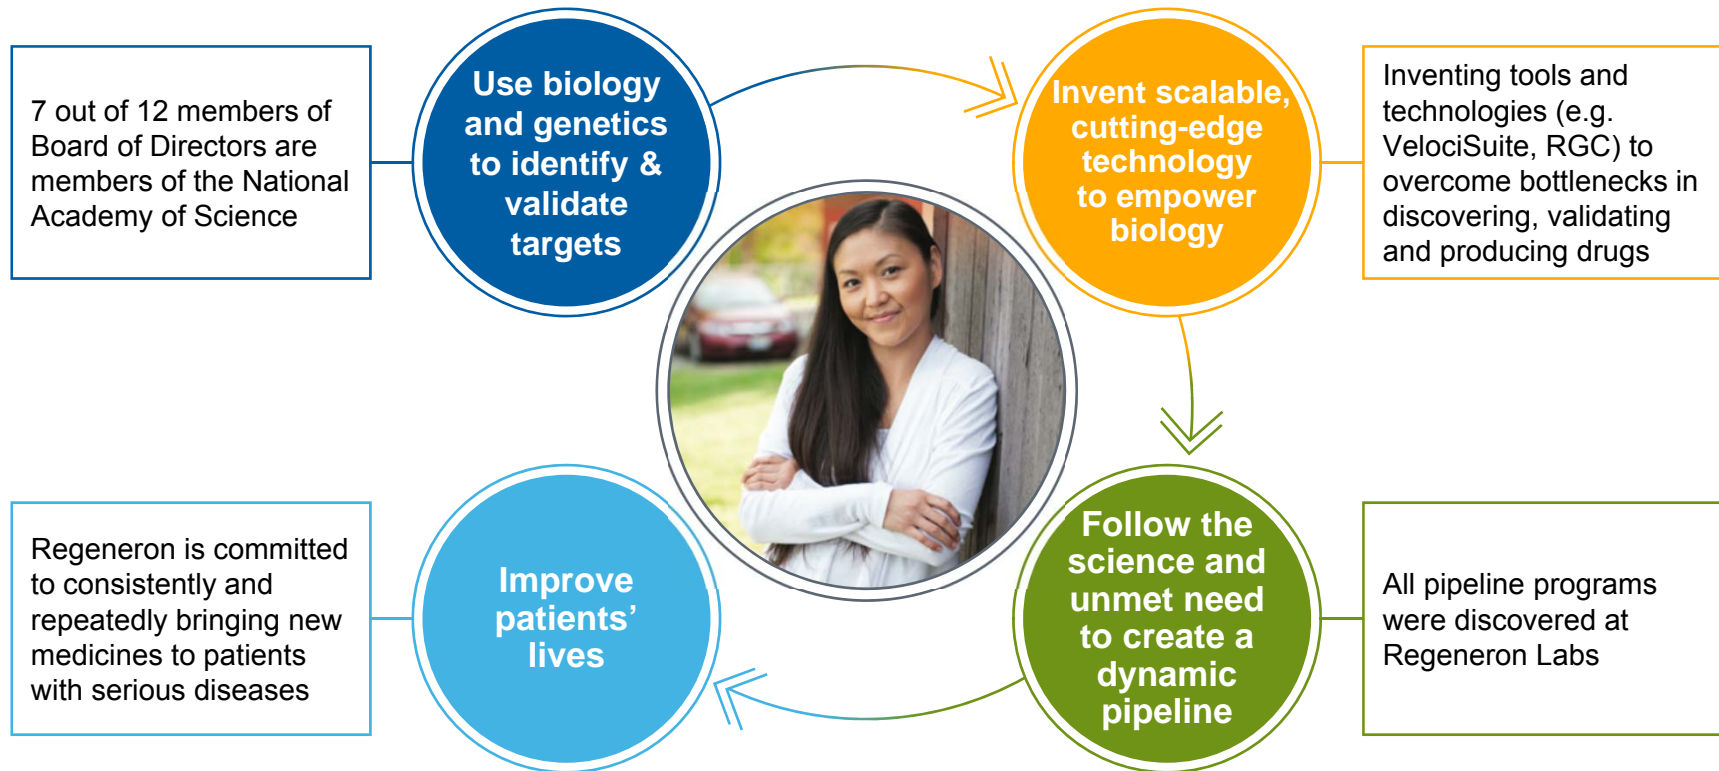 7 out of 12 members of
Board of Directors are
members of the National
Academy of Science
Use biology
and genetics
to identify &
validate
targets
Invent scalable,
cutting-edge
technology
to empower
biology
Inventing tools and
technologies (e.g.
VelociSuite, RGC) to
overcome bottlenecks in
discovering, validating
and producing drugs
Regeneron is committed
to consistently and
repeatedly bringing new
medicines to patients
with serious diseases
Improve
patients’
lives
Follow the
science and
unmet need
to create a
dynamic
pipeline
All pipeline programs
were discovered at
Regeneron Labs